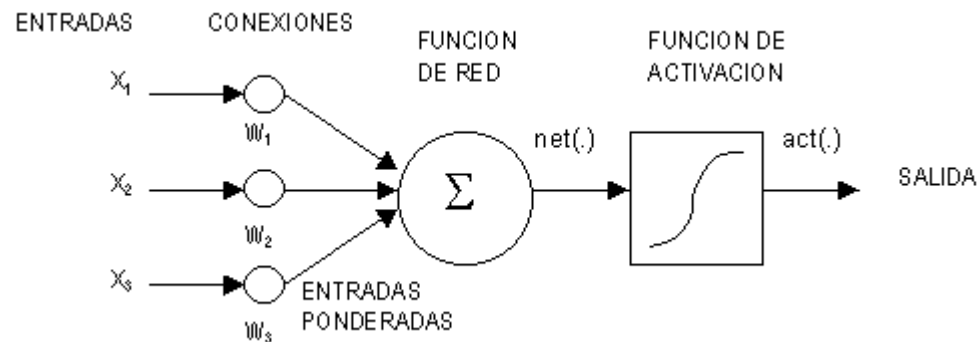 ENTRADAS
CONEXIONES
FUNCION
DE RED
FUNCION DE
ACTIVACION
X₁
W₁
net(.)
act(.)
X₂
W₂
Σ
SALIDA
X₃
W₃
ENTRADAS
PONDERADAS